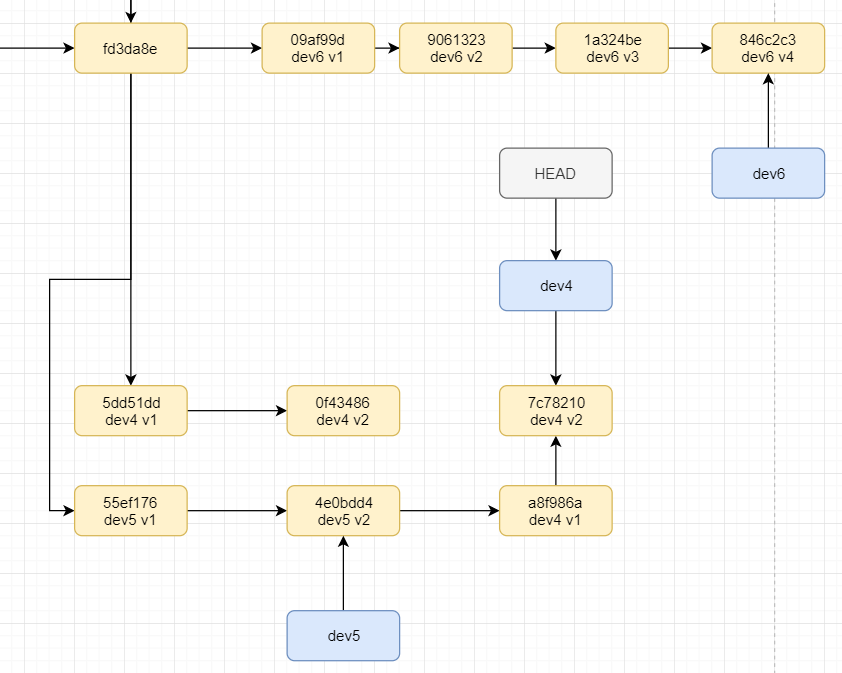 fd3da8e
09af99d
dev6 v1
9061323
dev6 v2
1a324be
dev6 v3
846c2c3
dev6 v4
HEAD
dev6
dev4
5dd51dd
dev4 v1
0f43486
dev4 v2
7c78210
dev4 v2
55ef176
dev5 v1
4e0bdd4
dev5 v2
a8f986a
dev4 v1
dev5